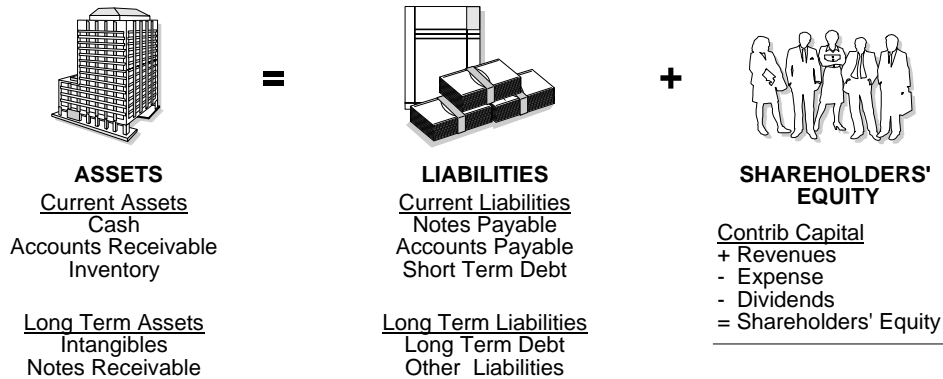 =
+
ASSETS
Current Assets
Cash
Accounts Receivable
Inventory
Long Term Assets
Intangibles
Notes Receivable
LIABILITIES
Current Liabilities
Notes Payable
Accounts Payable
Short Term Debt
Long Term Liabilities
Long Term Debt
Other Liabilities
SHAREHOLDERS'
EQUITY
Contrib Capital
+ Revenues
- Expense
- Dividends
= Shareholders' Equity